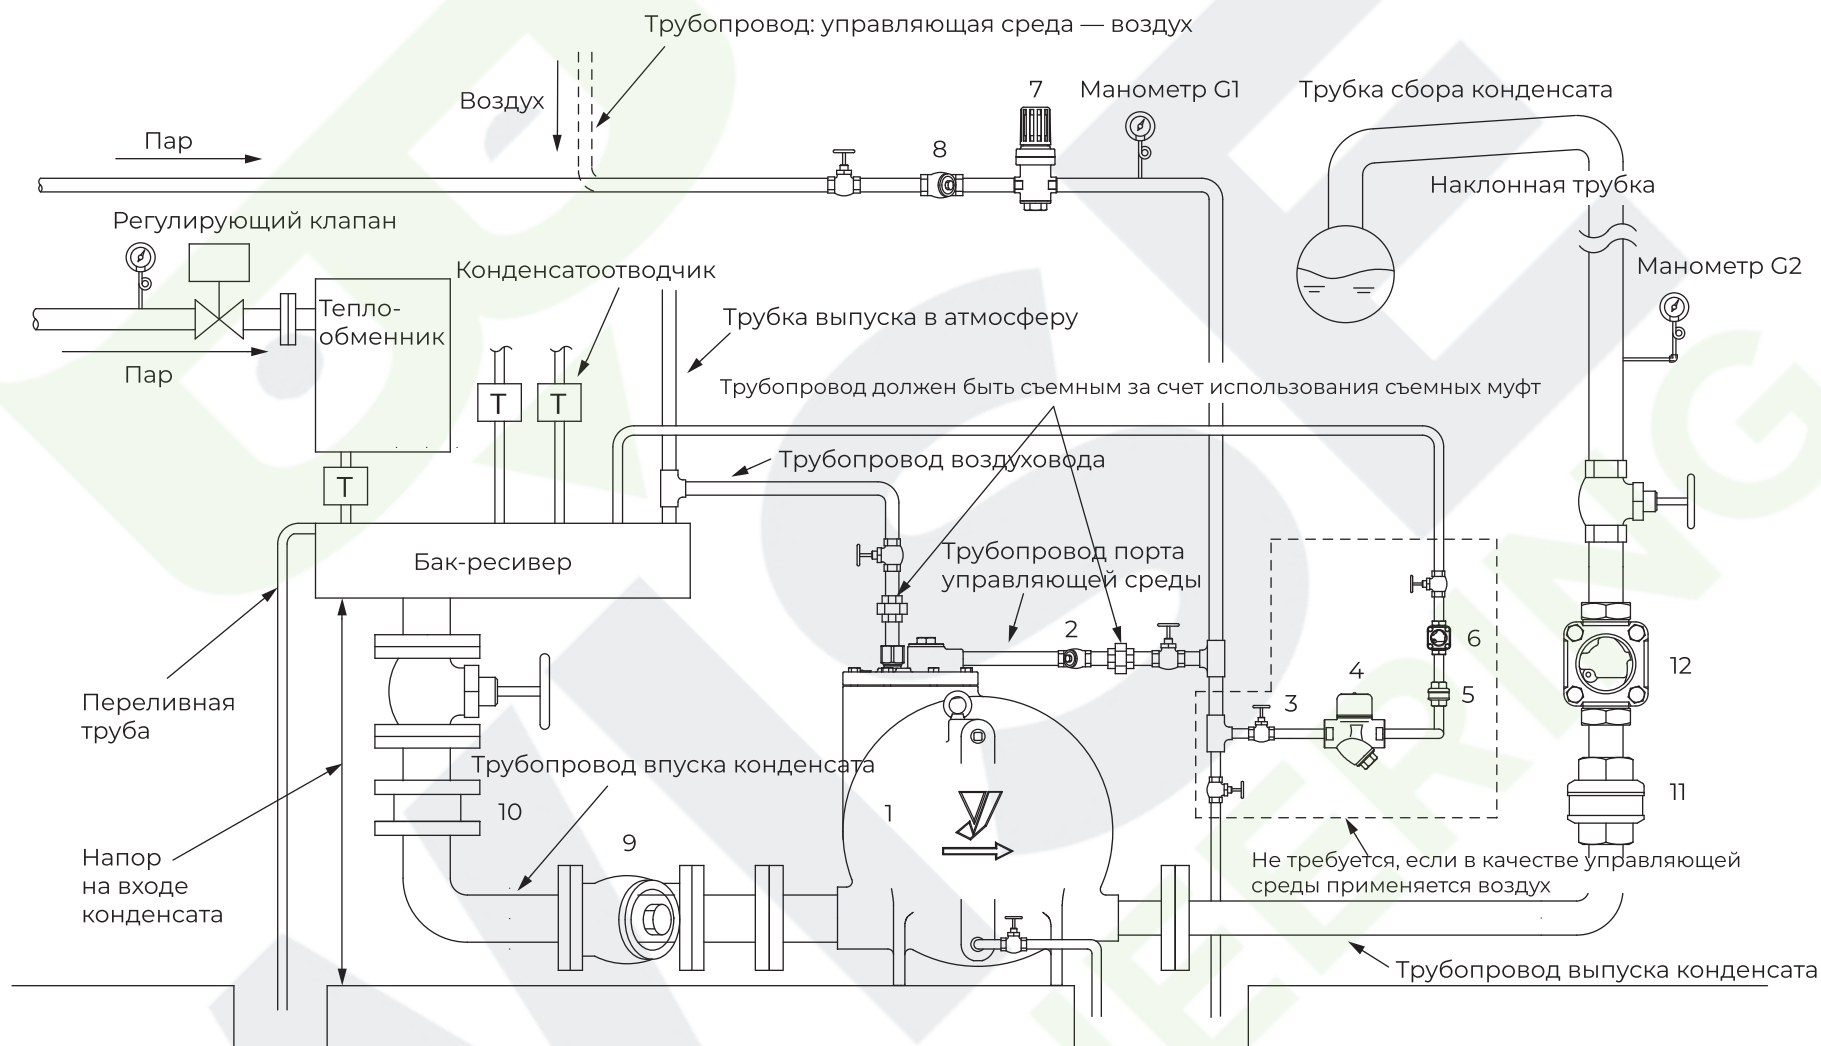 Трубопровод: управляющая среда — воздух
Воздух
7
Манометр G1
Трубка сбора конденсата
Пар
8
Наклонная трубка
Регулирующий клапан
Конденсатоотводчик
Манометр G2
Тепло-
обменник
Трубка выпуска в атмосферу
Пар
Трубопровод должен быть съемным за счет использования съемных муфт
T
T
Трубопровод воздуховода
T
Бак-ресивер
Трубопровод порта
управляющей среды
2
6
12
4
3
5
Переливная
труба
Трубопровод впуска конденсата
10
1
11
9
Напор
на входе
конденсата
Не требуется, если в качестве управляющей
среды применяется воздух
Трубопровод выпуска конденсата